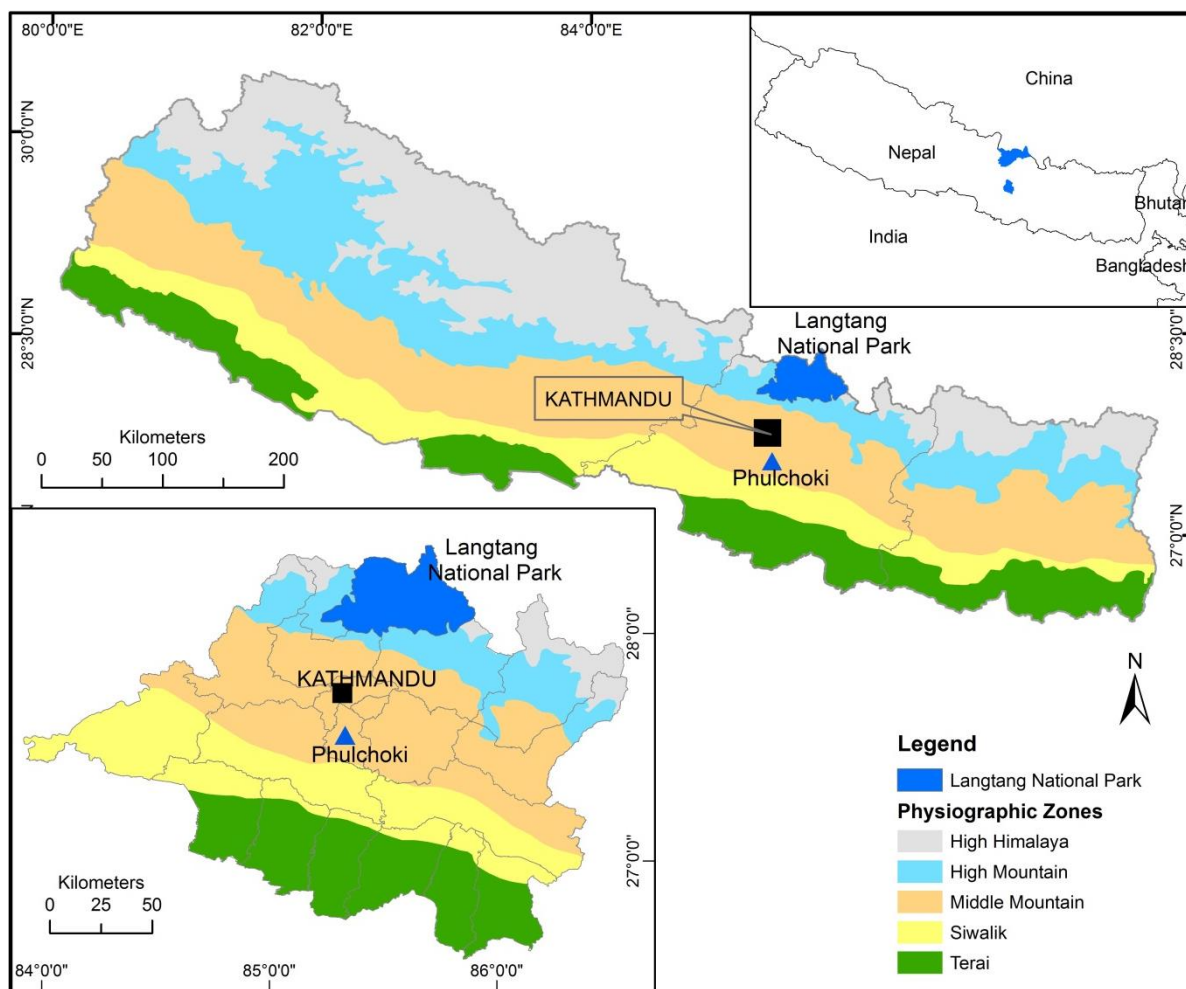 80°0'0"E
82°0'0"E
84°0'0"E
30°0'0"N
28°30'0"N
China
Nepal
India
Bhutan
Bangladesh
28°30'0"N
27°0'0"N
Langtang
National Park
KATHMANDU
Phulchoki
Kilometers
0 50 100 200
Langtang
National Park
KATHMANDU
Phulchoki
Kilometers
0 25 50
28°0'0"N
27°0'0"N
84°0'0"
85°0'0"
86°0'0"
N
Legend
Langtang National Park
Physiographic Zones
High Himalaya
High Mountain
Middle Mountain
Siwalik
Terai